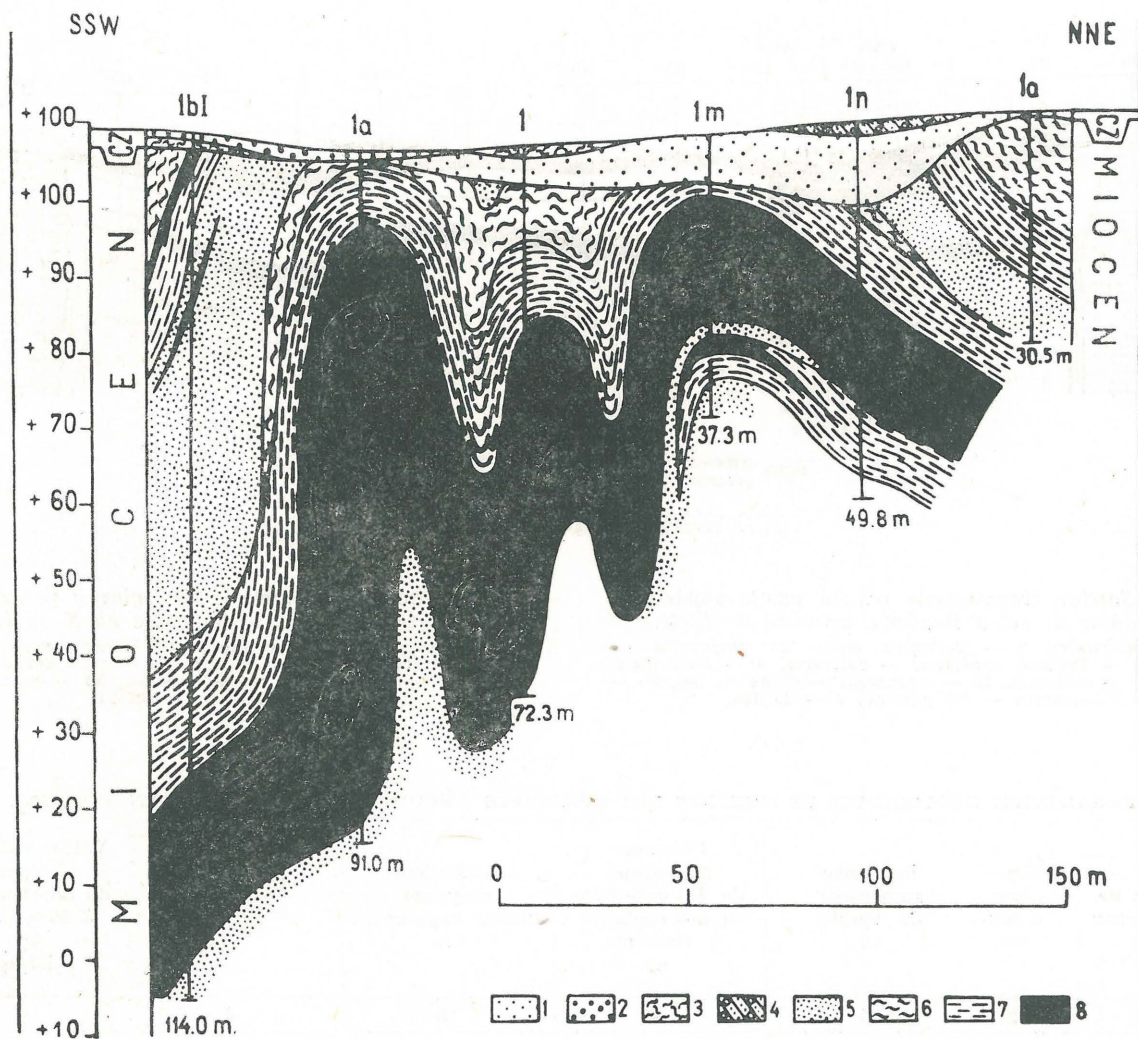 SSW
NNE
1bI
1a
1
1m
1n
1a
+ 100
+ 100
+ 90
+ 80
+ 70
+ 60
+ 50
+ 40
+ 30
+ 20
+ 10
0
+10
CZ
MIOCEN
CZ
MIOCEN
30.5 m
37.3 m
49.8 m
72.3 m
91.0 m
114.0 m.
0 50 100 150 m
1 2 3 4 5 6 7 8